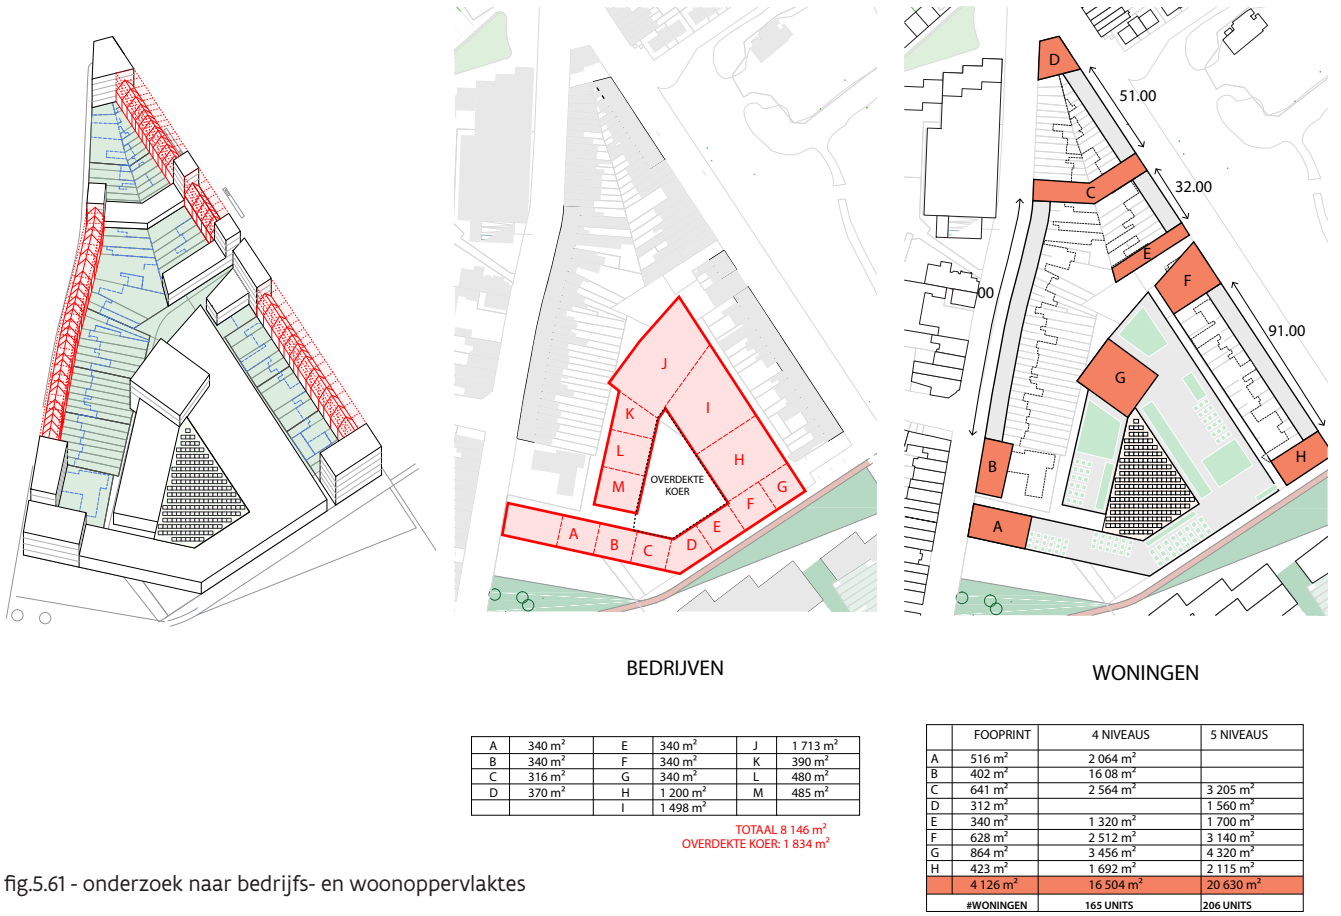 D
51.00
C
32.00
E
F
00
91.00
G
H
B
A
J
I
K
L
M
H
G
F
E
D
C
B
A
OVERDEKTE
KOER
BEDRIJVEN
WONINGEN
A 340 m² E 340 m² J 1 713 m²
B 340 m² F 340 m² K 390 m²
C 316 m² G 340 m² L 480 m²
D 370 m² H 1 200 m² M 485 m²
I 1 498 m²
TOTAAL 8 146 m²
OVERDEKTE KOER: 1 834 m²
FOOPRINT 4 NIVEAUS 5 NIVEAUS
A 516 m² 2 064 m²
B 402 m² 16 08 m²
C 641 m² 2 564 m² 3 205 m²
D 312 m² 1 560 m²
E 340 m² 1 320 m² 1 700 m²
F 628 m² 2 512 m² 3 140 m²
G 864 m² 3 456 m² 4 320 m²
H 423 m² 1 692 m² 2 115 m²
4 126 m² 16 504 m² 20 630 m²
#WONINGEN 165 UNITS 206 UNITS
fig.5.61 - onderzoek naar bedrijfs- en woonoppervlaktes